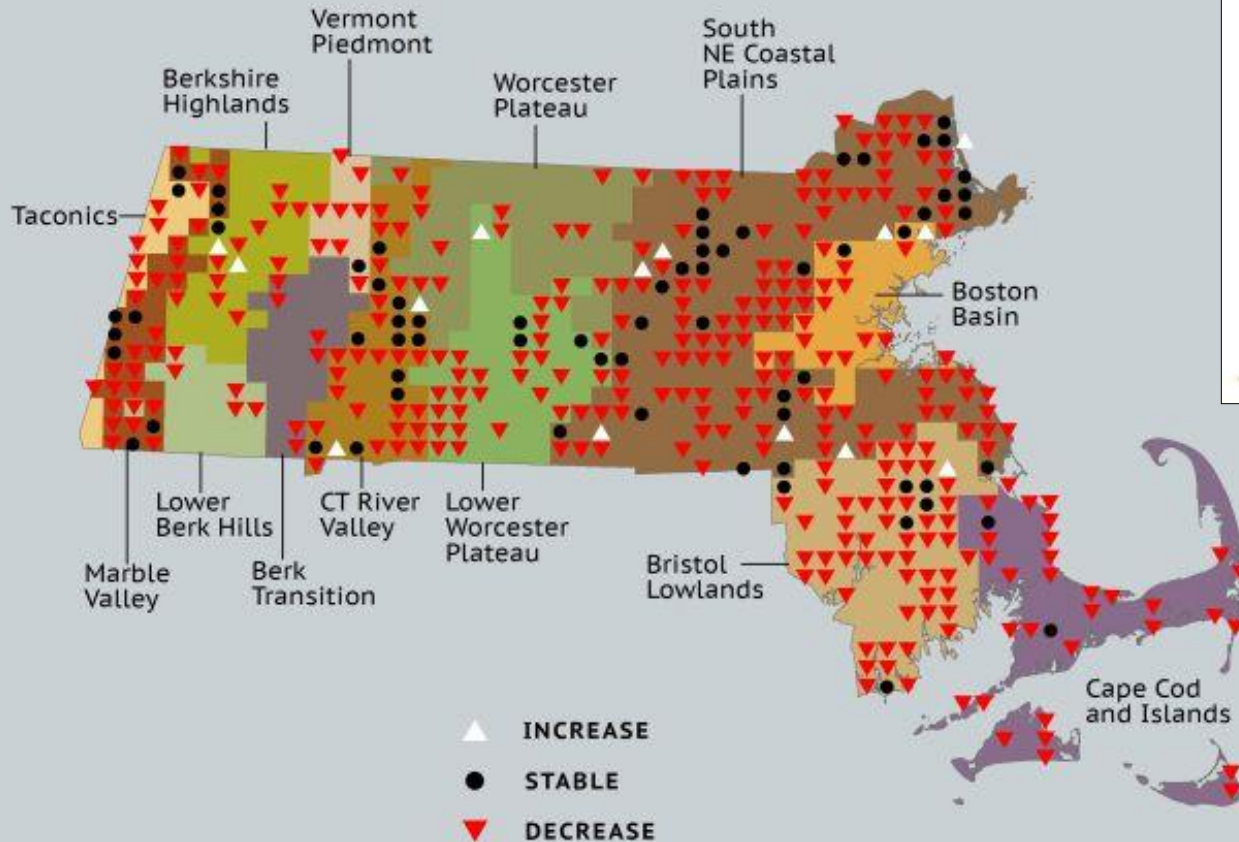 Vermont
Piedmont
South
NE Coastal
Plains
Berkshire
Highlands
Worcester
Plateau
Taconics
Boston
Basin
Lower
Berk Hills
CT River
Valley
Lower
Worcester
Plateau
Marble
Valley
Berk
Transition
Bristol
Lowlands
Cape Cod
and Islands
INCREASE
STABLE
DECREASE